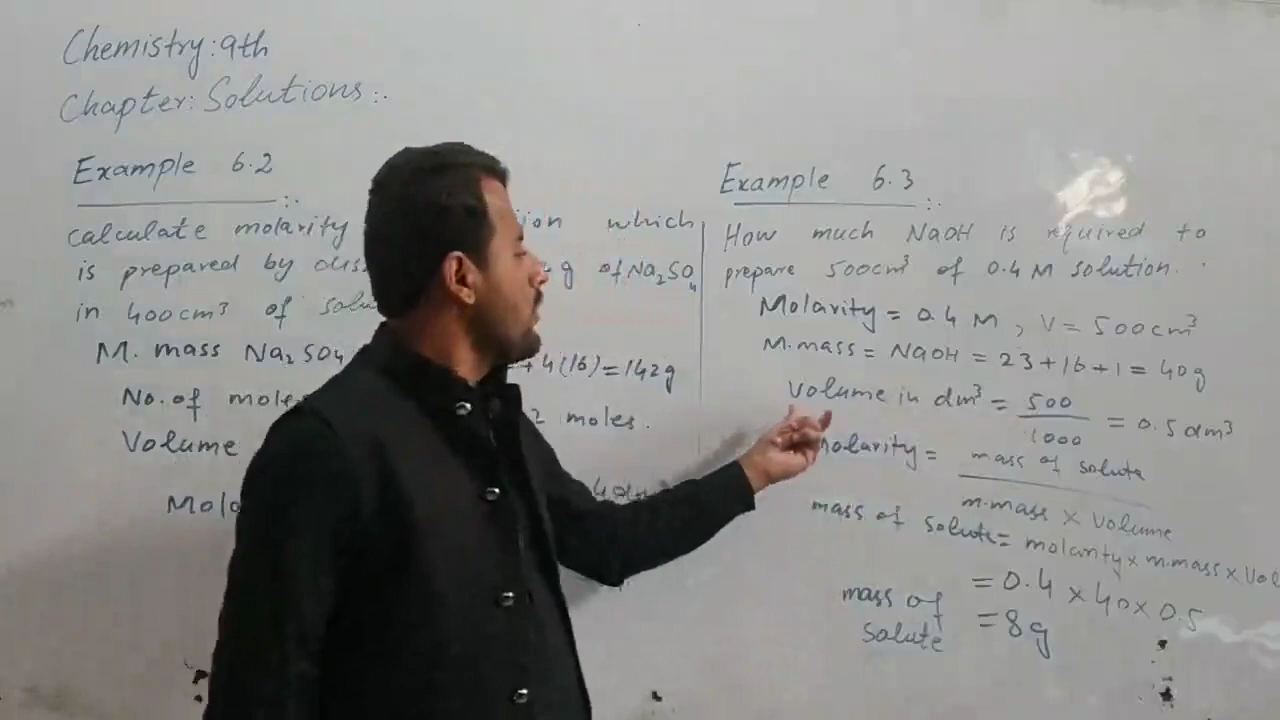 Chemistry: 9th
Chapter: Solutions :.
Example 6.2
calculate molarity which
is prepared by g of Na₂SO₄
in 400cm³ of
M. mass Na₂SO₄ +4(16)=142g
No. of 2 moles.
Volume
Example 6.3
How much NaOH is required to
prepare 500cm³ of 0.4 M solution.
Molarity = 0.4 M, V = 500cm³
M.mass = NaOH = 23+16+1 = 40g
Volume in dm³ = 500/1000 = 0.5 dm³
molarity = mass of solute
m.mass × Volume
mass of solute = molarity × m.mass × Vol
= 0.4 × 40 × 0.5
mass of solute = 8g